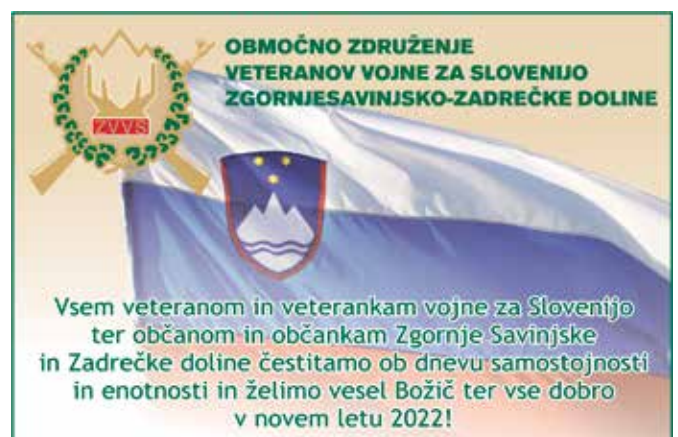 OBMOČNO ZDRUŽENJE
VETERANOV VOJNE ZA SLOVENIJO
ZGORNJESAVINJSKO-ZADREČKE DOLINE
ZVVS
Vsem veteranom in veterankam vojne za Slovenijo
ter občanom in občankam Zgornje Savinjske
in Zadrečke doline čestitamo ob dnevu samostojnosti
in enotnosti in želimo vesel Božič ter vse dobro
v novem letu 2022!